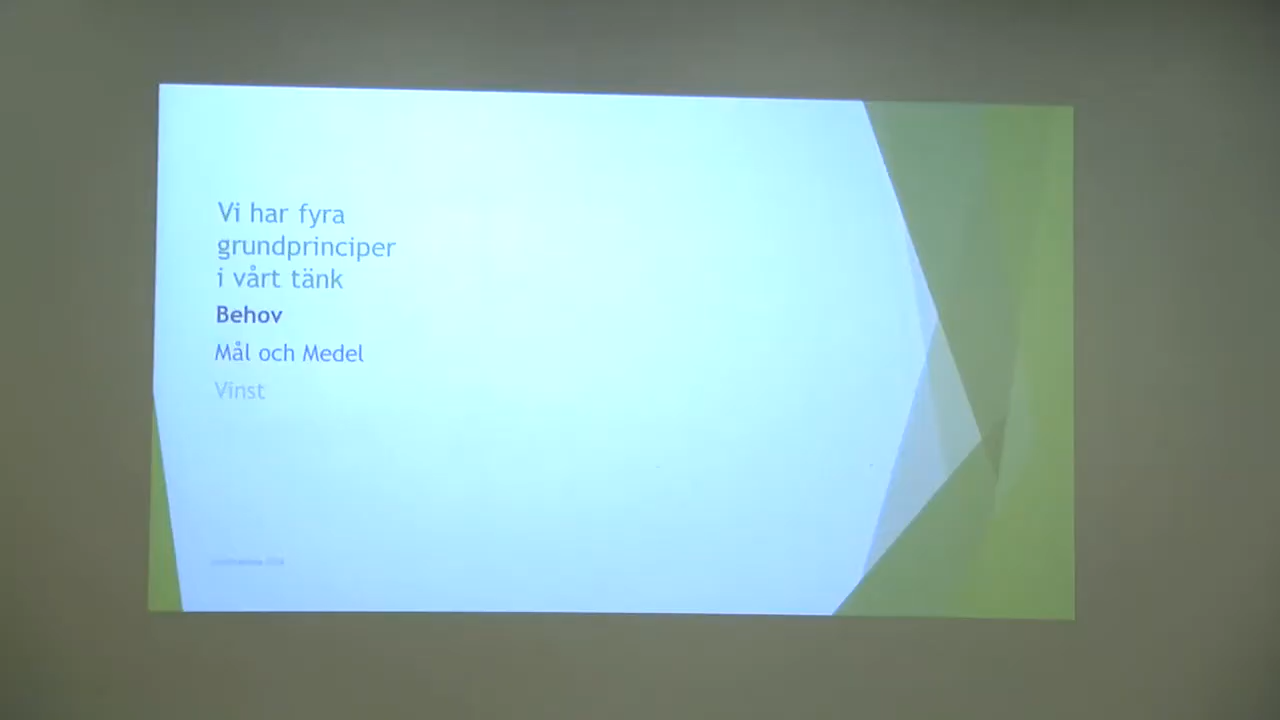 Vi har fyra
grundprinciper
i vårt tänk
Behov
Mål och Medel
Vinst